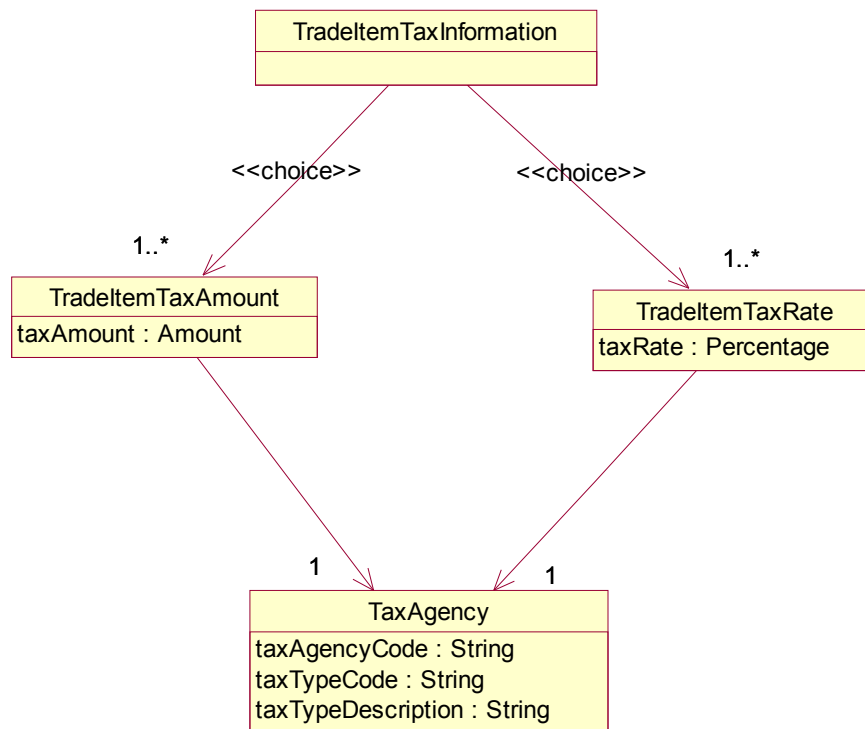 TradeItemTaxInformation
<<choice>>
<<choice>>
1..*
1..*
TradeItemTaxAmount
taxAmount : Amount
TradeItemTaxRate
taxRate : Percentage
1
1
TaxAgency
taxAgencyCode : String
taxTypeCode : String
taxTypeDescription : String